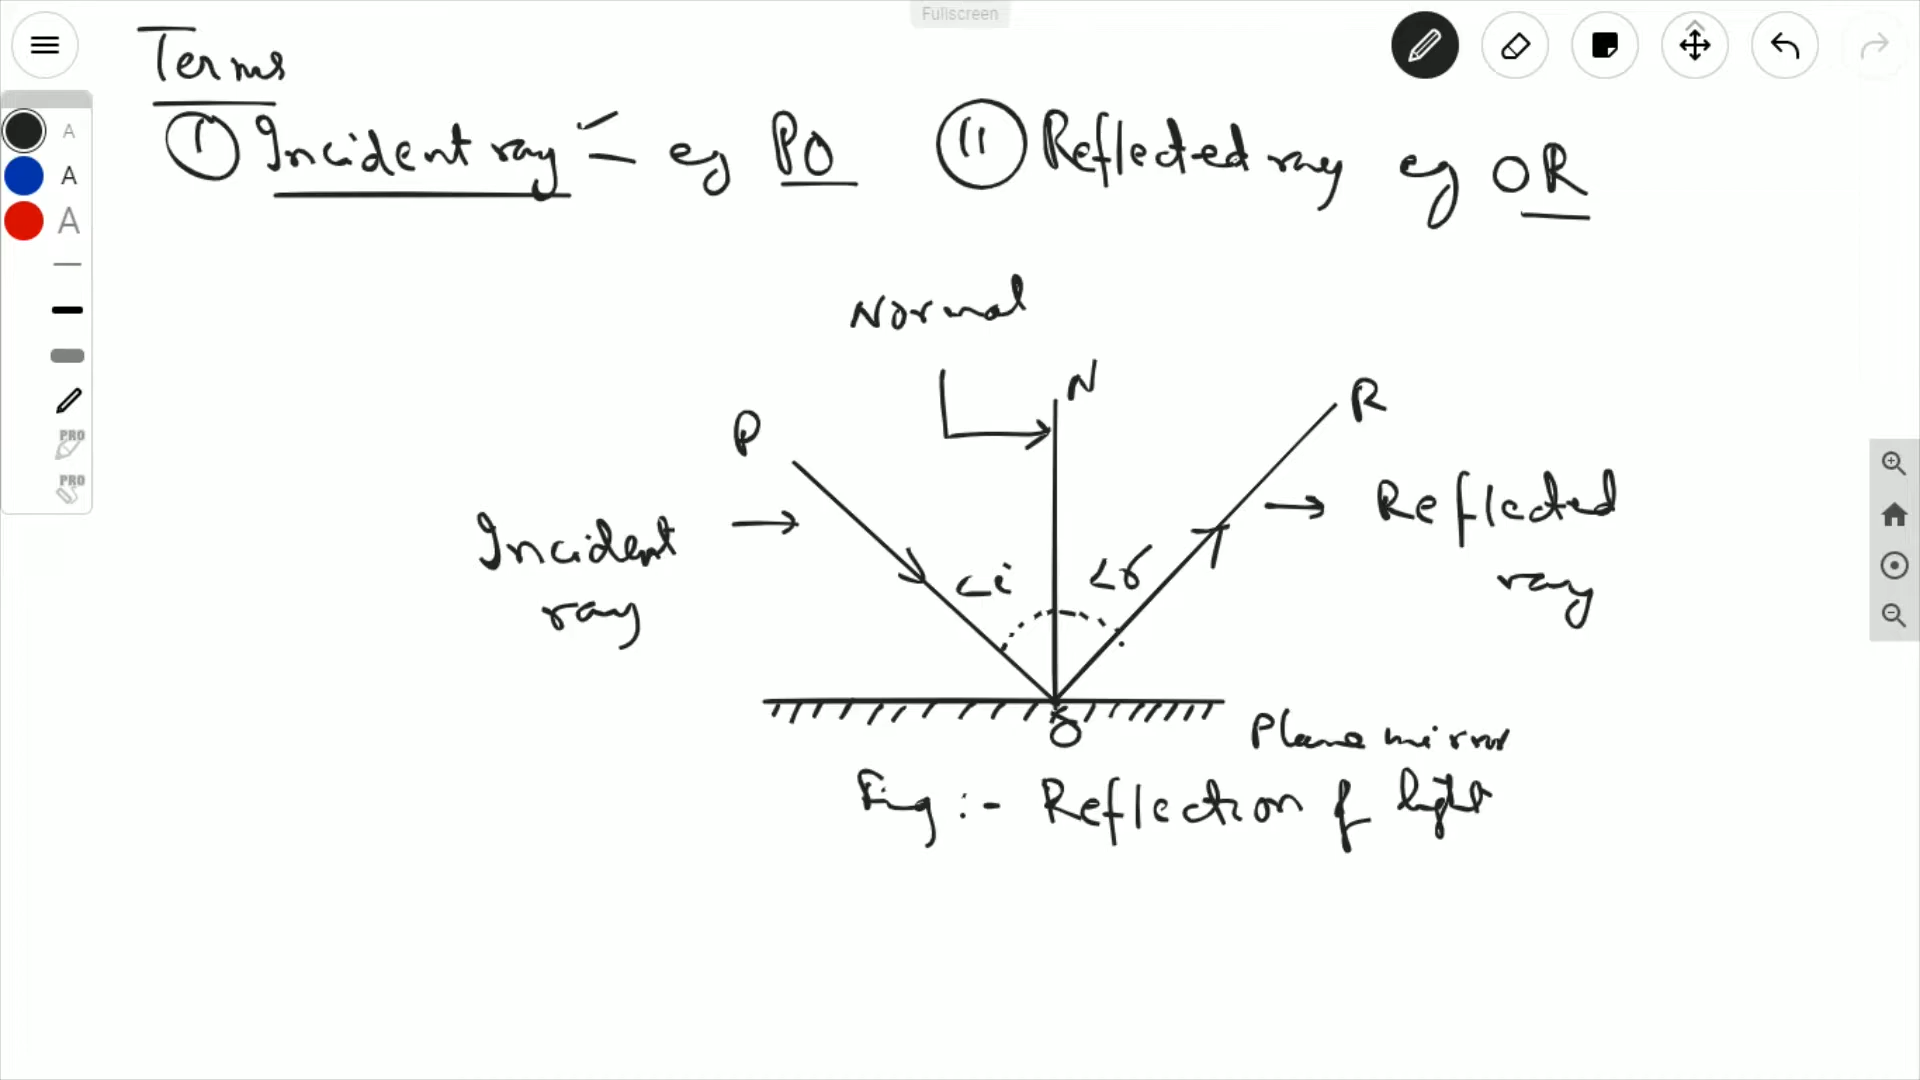 Fullscreen
Terms
A
A
A
PRO
PRO
(I) Incident ray :- eg PO (II) Reflected ray eg OR
Normal
N
P
R
Incident
ray
→
→ Reflected
ray
∠i
∠r
O
Plane mirror
Fig :- Reflection of light